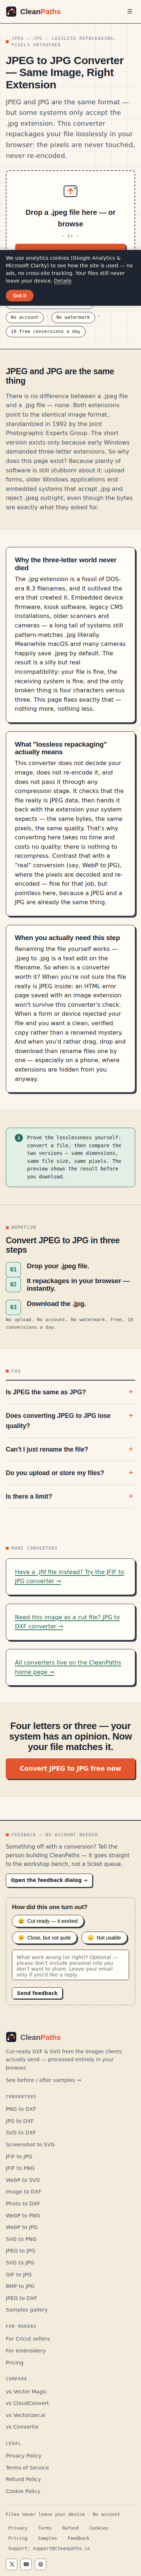 CleanPaths
☰
JPEG → JPG · LOSSLESS REPACKAGING,
PIXELS UNTOUCHED
JPEG to JPG Converter
— Same Image, Right
Extension
JPEG and JPG are the same format —
but some systems only accept the
.jpg extension. This converter
repackages your file losslessly in your
browser: the pixels are never touched,
never re-encoded.
Drop a .jpeg file here — or
browse
— or —
We use analytics cookies (Google Analytics &
Microsoft Clarity) to see how the site is used — no
ads, no cross-site tracking. Your files still never
leave your device. Details
Got it
No account · No watermark ·
10 free conversions a day
JPEG and JPG are the same
thing
There is no difference between a .jpeg file
and a .jpg file — none. Both extensions
point to the identical image format,
standardized in 1992 by the Joint
Photographic Experts Group. The short
version exists only because early Windows
demanded three-letter extensions. So why
does this page exist? Because plenty of
software is still stubborn about it: upload
forms, older Windows applications and
embedded systems that accept .jpg and
reject .jpeg outright, even though the bytes
are exactly what they asked for.
Why the three-letter world never
died
The .jpg extension is a fossil of DOS-
era 8.3 filenames, and it outlived the
era that created it. Embedded device
firmware, kiosk software, legacy CMS
installations, older scanners and
cameras — a long tail of systems still
pattern-matches .jpg literally.
Meanwhile modern OSes and cameras
happily save .jpeg by default. The
result is a silly but real
incompatibility: your file is fine, the
receiving system is fine, and the only
broken thing is four characters versus
three. This page fixes exactly that —
nothing more, nothing less.
What "lossless repackaging"
actually means
This converter does not decode your
image, does not re-encode it, and
does not pass it through any
compression stage. It checks that the
file really is JPEG data, then hands it
back with the extension your system
expects — the same bytes, the same
pixels, the same quality. That's why
converting here takes no time and
costs no quality: there is nothing to
recompress. Contrast that with a
"real" conversion (say, WebP to JPG),
where the pixels are decoded and re-
encoded — fine for that job, but
pointless here, because a JPEG and a
JPG are already the same thing.
When you actually need this step
Renaming the file yourself works —
.jpeg to .jpg is a text edit on the
filename. So when is a converter
worth it? When you're not sure the file
really is JPEG inside: an HTML error
page saved with an image extension
won't survive this converter's check.
When a form or device rejected your
file and you want a clean, verified
copy rather than a renamed mystery.
And when you'd rather drag, drop and
download than rename files one by
one — especially on a phone, where
extensions are hidden from you
anyway.
i
Prove the losslessness yourself:
convert a file, then compare the
two versions — same dimensions,
same file size, same pixels. The
preview shows the result before
you download.
WORKFLOW
Convert JPEG to JPG in three
steps
01
Drop your .jpeg file.
02
It repackages in your browser —
instantly.
03
Download the .jpg.
No upload. No account. No watermark. Free, 10
conversions a day.
FAQ
Is JPEG the same as JPG? +
Does converting JPEG to JPG lose
quality? +
Can't I just rename the file? +
Do you upload or store my files? +
Is there a limit? +
MORE CONVERTERS
Have a .jfif file instead? Try the JFIF to
JPG converter →
Need this image as a cut file? JPG to
DXF converter →
All converters live on the CleanPaths
home page →
Four letters or three — your
system has an opinion. Now
your file matches it.
Convert JPEG to JPG free now
FEEDBACK — NO ACCOUNT NEEDED
Something off with a conversion? Tell the
person building CleanPaths — it goes straight
to the workshop bench, not a ticket queue.
Open the feedback dialog →
How did this one turn out?
Cut-ready — it worked
Close, but not quite
Not usable
What went wrong (or right)? Optional —
please don't include personal info you
don't want to share. Leave your email
only if you'd like a reply.
Send feedback
CleanPaths
Cut-ready DXF & SVG from the images clients
actually send — processed entirely in your
browser.
See before / after samples →
CONVERTERS
PNG to DXF
JPG to DXF
SVG to DXF
Screenshot to SVG
JFIF to JPG
JFIF to PNG
WebP to SVG
Image to DXF
Photo to DXF
WebP to PNG
WebP to JPG
SVG to PNG
JPEG to JPG
SVG to JPG
GIF to JPG
BMP to JPG
JPEG to DXF
Samples gallery
FOR MAKERS
For Cricut sellers
For embroidery
Pricing
COMPARE
vs Vector Magic
vs CloudConvert
vs Vectorizer.ai
vs Convertio
LEGAL
Privacy Policy
Terms of Service
Refund Policy
Cookie Policy
Files never leave your device · No account
Privacy Terms Refund Cookies
Pricing Samples Feedback
Support: support@cleanpaths.io